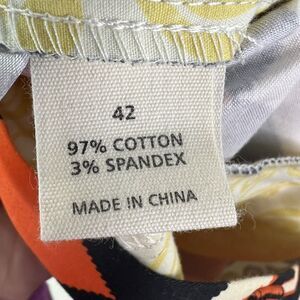 42
97% COTTON
3% SPANDEX
MADE IN CHINA